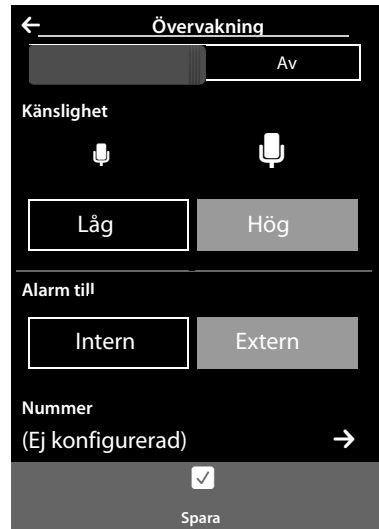 Övervakning
Av
Känslighet
Låg Hög
Alarm till
Intern Extern
Nummer
(Ej konfigurerad)
Spara